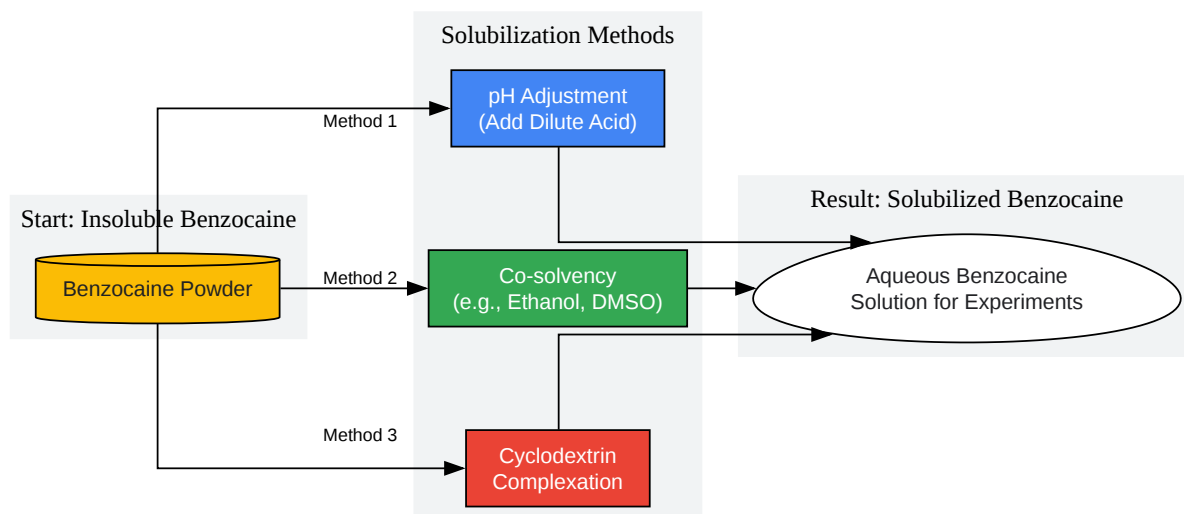 Solubilization Methods
pH Adjustment
(Add Dilute Acid)
Method 1
Start: Insoluble Benzocaine
Benzocaine Powder
Method 2
Co-solvency
(e.g., Ethanol, DMSO)
Result: Solubilized Benzocaine
Aqueous Benzocaine
Solution for Experiments
Method 3
Cyclodextrin
Complexation